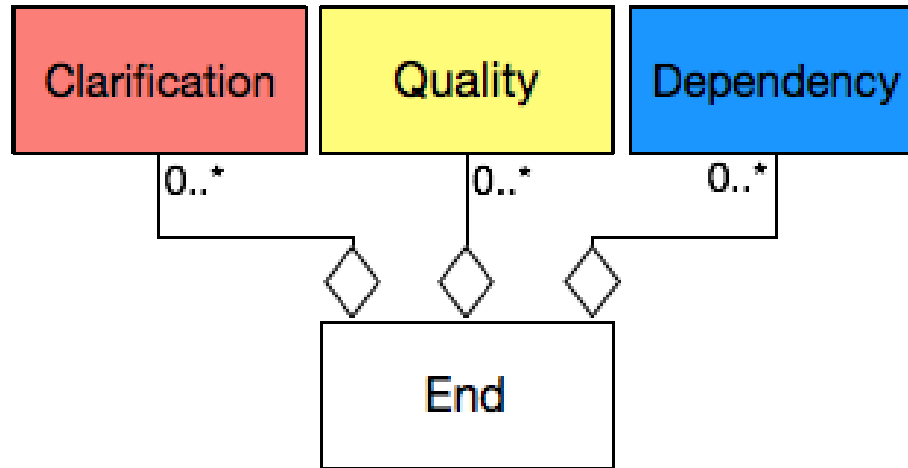 Clarification
Quality
Dependency
0..*
0..*
0..*
End